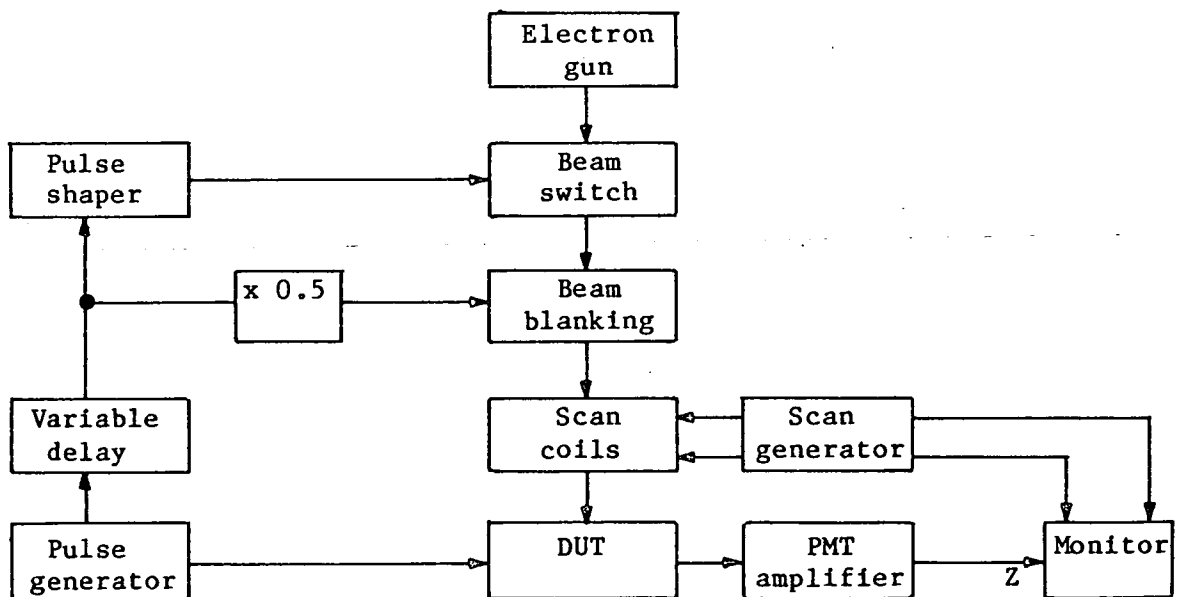 Electron
gun
Pulse
shaper
Beam
switch
x 0.5
Beam
blanking
Variable
delay
Scan
coils
Scan
generator
Pulse
generator
DUT
PMT
amplifier
Z
Monitor